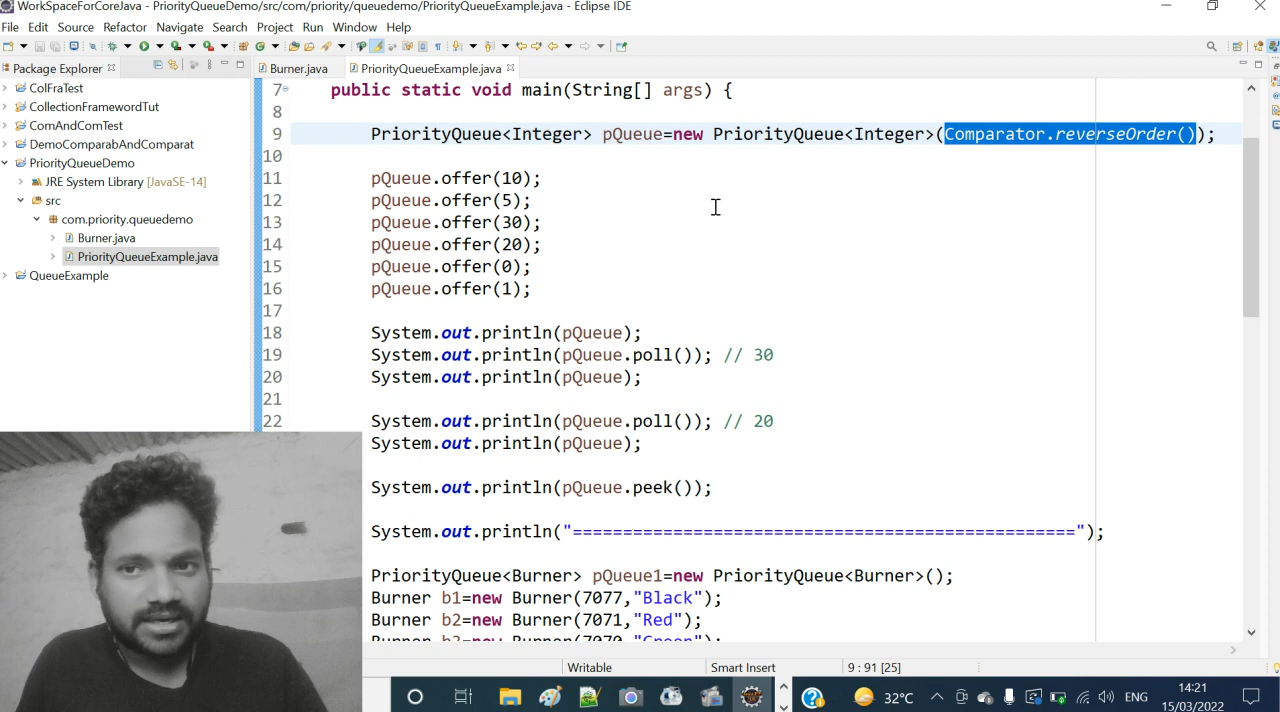 WorkSpaceForCoreJava - PriorityQueueDemo/src/com/priority/queuedemo/PriorityQueueExample.java - Eclipse IDE
File Edit Source Refactor Navigate Search Project Run Window Help
Package Explorer
Burner.java
PriorityQueueExample.java
ColFraTest
CollectionFramewordTut
ComAndComTest
DemoComparabAndComparat
PriorityQueueDemo
JRE System Library [JavaSE-14]
src
com.priority.queuedemo
Burner.java
PriorityQueueExample.java
QueueExample
7 public static void main(String[] args) {
8
9 PriorityQueue<Integer> pQueue=new PriorityQueue<Integer>(Comparator.reverseOrder());
10
11 pQueue.offer(10);
12 pQueue.offer(5);
13 pQueue.offer(30);
14 pQueue.offer(20);
15 pQueue.offer(0);
16 pQueue.offer(1);
17
18 System.out.println(pQueue);
19 System.out.println(pQueue.poll()); // 30
20 System.out.println(pQueue);
21
22 System.out.println(pQueue.poll()); // 20
System.out.println(pQueue);
System.out.println(pQueue.peek());
System.out.println("===============================================");
PriorityQueue<Burner> pQueue1=new PriorityQueue<Burner>();
Burner b1=new Burner(7077,"Black");
Burner b2=new Burner(7071,"Red");
Burner b3=new Burner(7070,"Green");
Writable
Smart Insert
9 : 91 [25]
32°C
ENG
14:21
15/03/2022